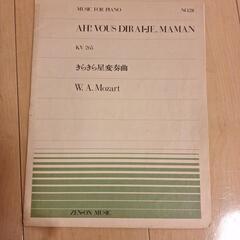 MUSIC FOR PIANO
NO.128
AH! VOUS DIRAI-JE, MAMAN
KV 265
きらきら星変奏曲
W. A. Mozart
ZEN-ON MUSIC